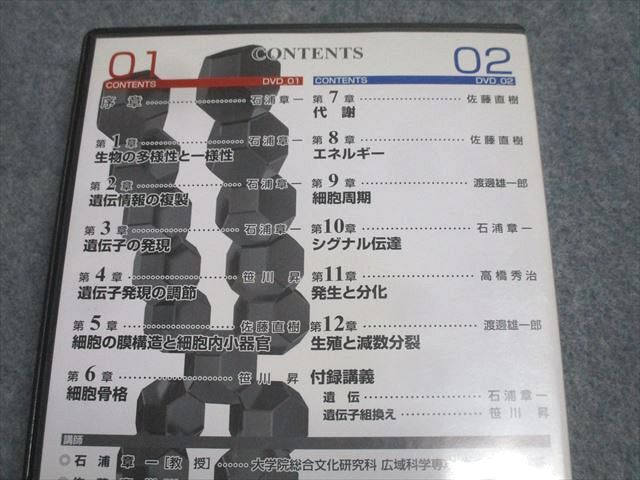 CONTENTS
01
CONTENTS DVD_01
序章 石浦章一
第1章 石浦章一
生物の多様性と一様性
第2章 石浦章一
遺伝情報の複製
第3章 石浦章一
遺伝子の発現
第4章 笹川 昇
遺伝子発現の調節
第5章 佐藤直樹
細胞の膜構造と細胞内小器官
第6章 笹川 昇
細胞骨格
02
CONTENTS DVD_02
第7章 佐藤直樹
代謝
第8章 佐藤直樹
エネルギー
第9章 渡邊雄一郎
細胞周期
第10章 石浦章一
シグナル伝達
第11章 高橋秀治
発生と分化
第12章 渡邊雄一郎
生殖と減数分裂
付録講義
遺伝 石浦章一
遺伝子組換え 笹川 昇
講師
◎石浦章一[教授] 大学院総合文化研究科 広域科学専